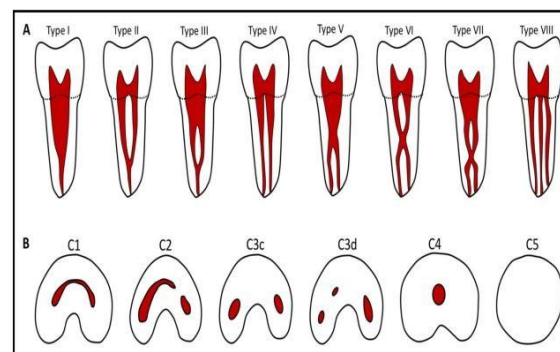 A Type I Type II Type III Type IV Type V Type VI Type VII Type VIII
B C1 C2 C3c C3d C4 C5